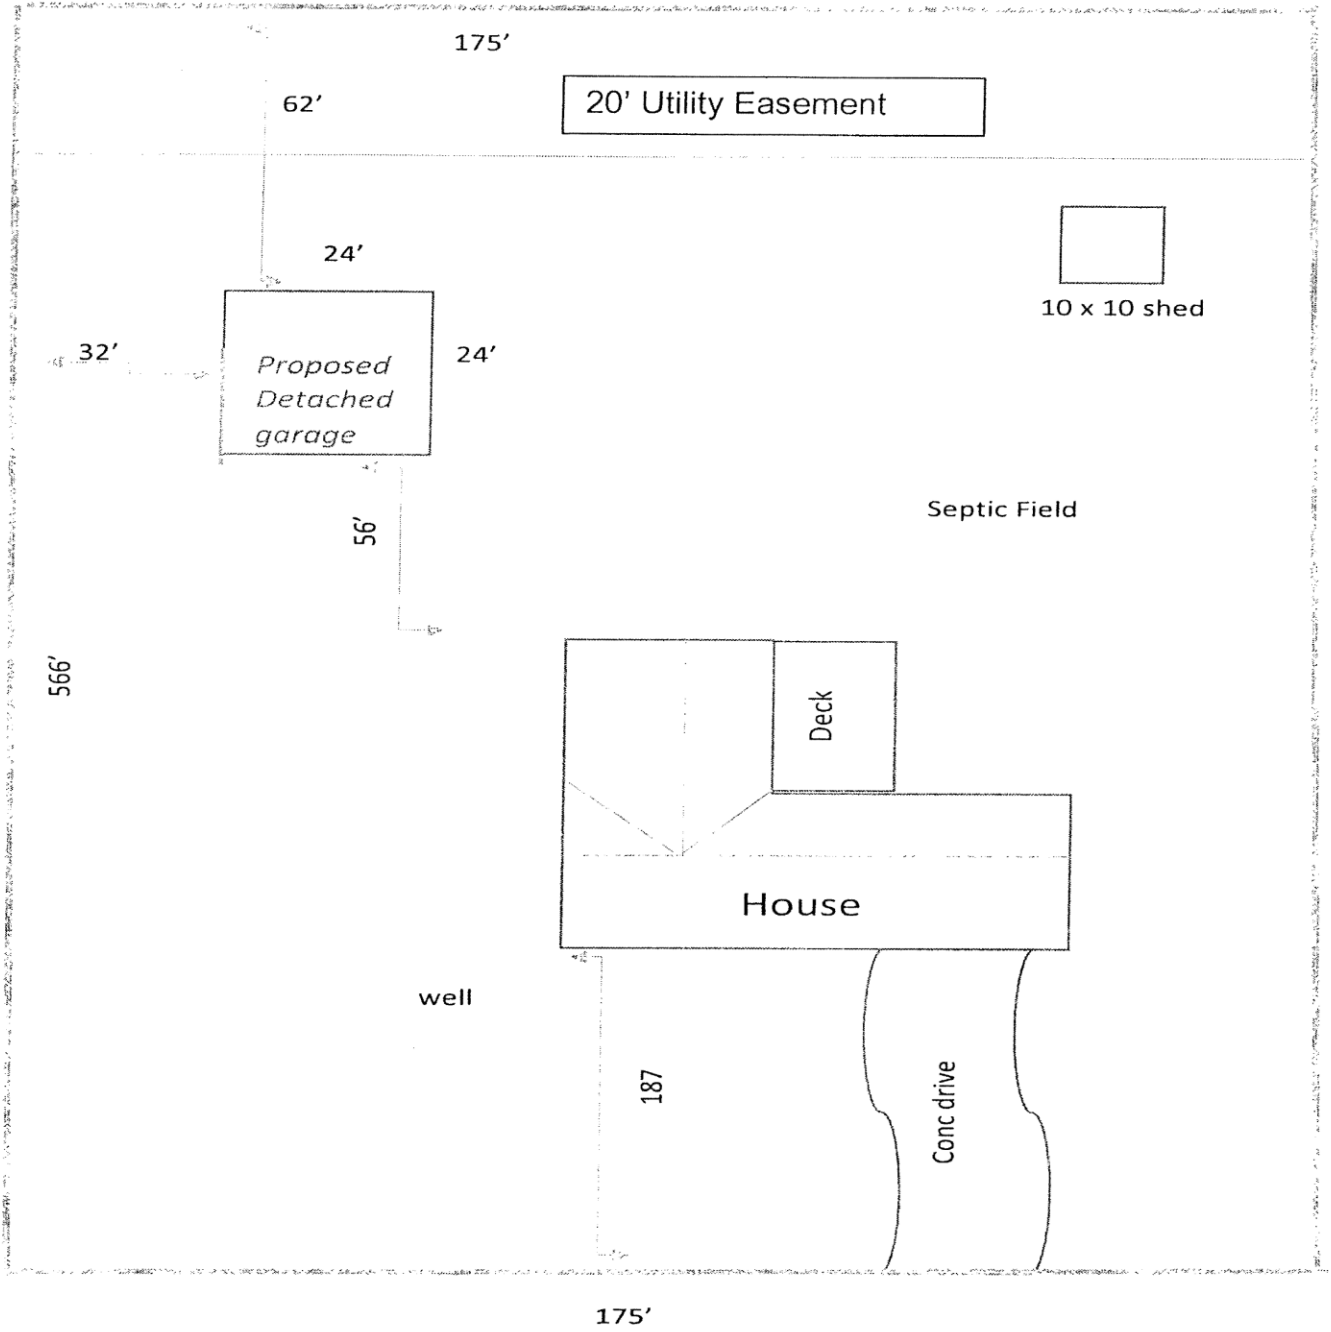 175’
62’
20’ Utility Easement
24’
10 x 10 shed
32’
Proposed
Detached
garage
24’
Septic Field
56’
566’
Deck
House
well
187
Conc drive
175’